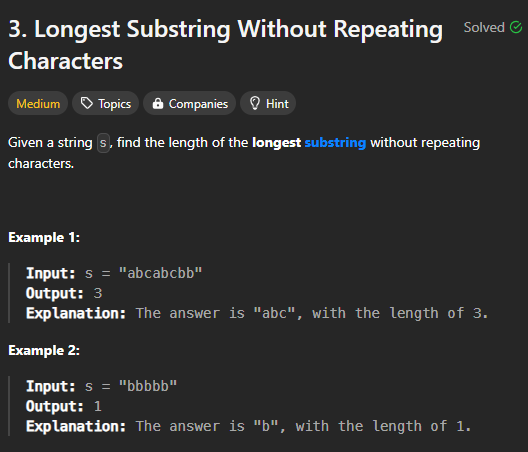 3. Longest Substring Without Repeating Solved
Characters
Medium Topics Companies Hint
Given a string s, find the length of the longest substring without repeating
characters.
Example 1:
Input: s = "abcabcbb"
Output: 3
Explanation: The answer is "abc", with the length of 3.
Example 2:
Input: s = "bbbbb"
Output: 1
Explanation: The answer is "b", with the length of 1.